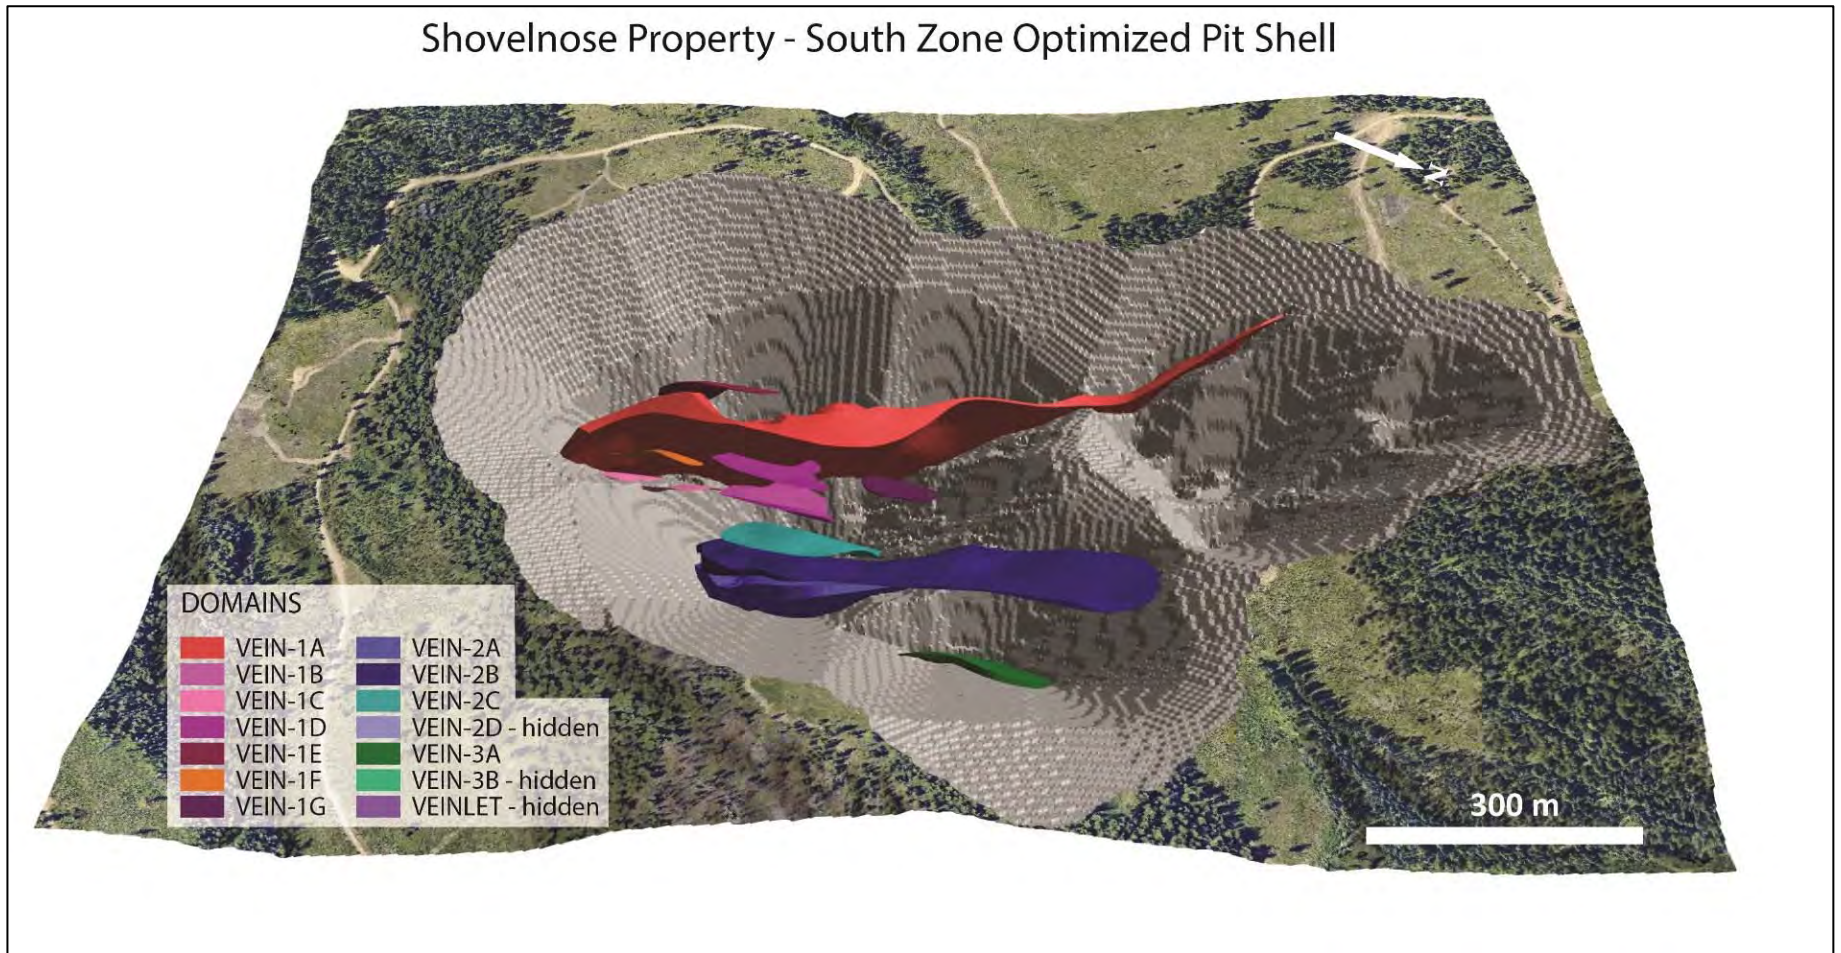 Shovelnose Property - South Zone Optimized Pit Shell
N
DOMAINS
VEIN-1A
VEIN-1B
VEIN-1C
VEIN-1D
VEIN-1E
VEIN-1F
VEIN-1G
VEIN-2A
VEIN-2B
VEIN-2C
VEIN-2D - hidden
VEIN-3A
VEIN-3B - hidden
VEINLET - hidden
300 m